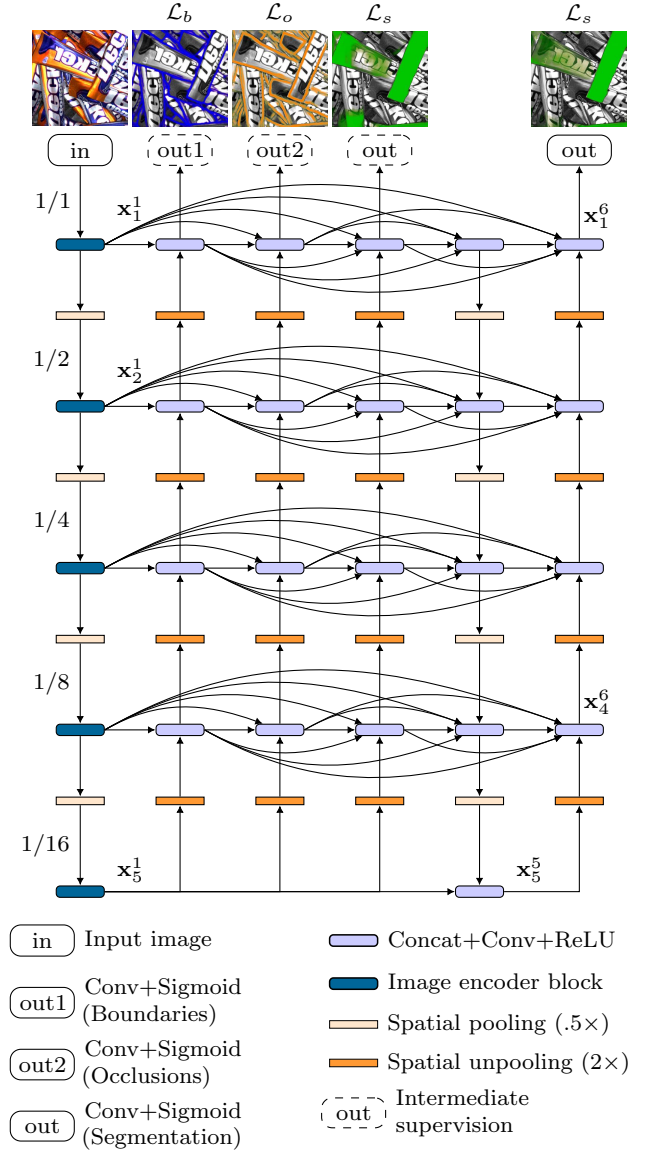 ℒ_b ℒ_o ℒ_s ℒ_s
in out1 out2 out out
1/1 x_1^1 x_1^6
1/2 x_2^1
1/4
1/8 x_4^6
1/16 x_5^1 x_5^5
in Input image
out1 Conv+Sigmoid
(Boundaries)
out2 Conv+Sigmoid
(Occlusions)
out Conv+Sigmoid
(Segmentation)
Concat+Conv+ReLU
Image encoder block
Spatial pooling (.5×)
Spatial unpooling (2×)
out Intermediate
supervision